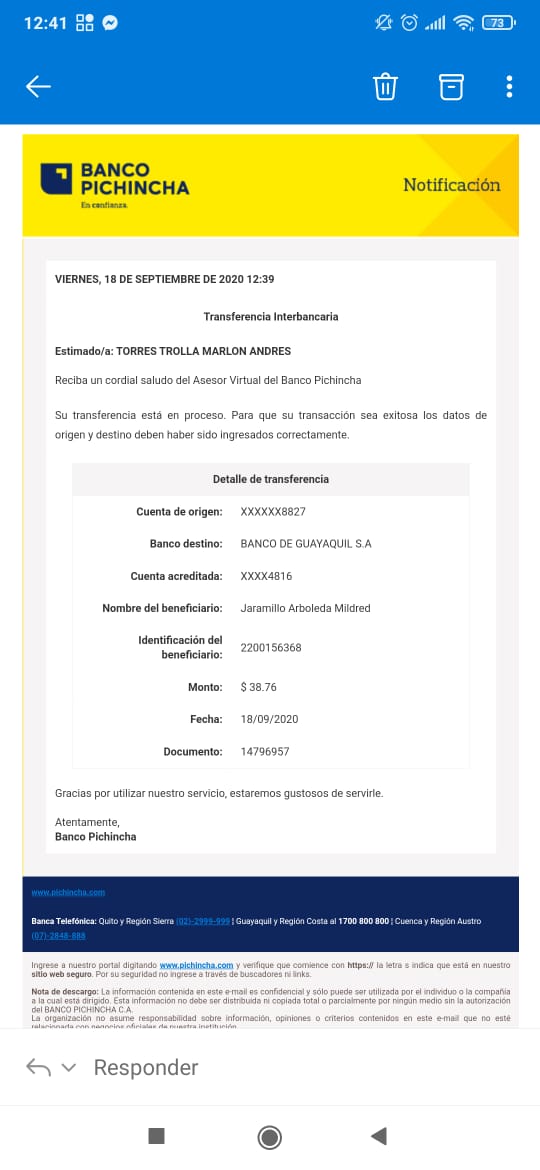 12:41
73
BANCO
PICHINCHA
En confianza.
Notificación
VIERNES, 18 DE SEPTIEMBRE DE 2020 12:39
Transferencia Interbancaria
Estimado/a: TORRES TROLLA MARLON ANDRES
Reciba un cordial saludo del Asesor Virtual del Banco Pichincha
Su transferencia está en proceso. Para que su transacción sea exitosa los datos de
origen y destino deben haber sido ingresados correctamente.
Detalle de transferencia
Cuenta de origen: XXXXXX8827
Banco destino: BANCO DE GUAYAQUIL S.A
Cuenta acreditada: XXXX4816
Nombre del beneficiario: Jaramillo Arboleda Mildred
Identificación del
beneficiario: 2200156368
Monto: $ 38.76
Fecha: 18/09/2020
Documento: 14796957
Gracias por utilizar nuestro servicio, estaremos gustosos de servirle.
Atentamente,
Banco Pichincha
www.pichincha.com
Banca Telefónica: Quito y Región Sierra (02)-2999-999 | Guayaquil y Región Costa al 1700 800 800 | Cuenca y Región Austro
(07)-2848-888
Ingrese a nuestro portal digitando www.pichincha.com y verifique que comience con https:// la letra s indica que está en nuestro
sitio web seguro. Por su seguridad no ingrese a través de buscadores ni links.
Nota de descargo: La información contenida en este e-mail es confidencial y sólo puede ser utilizada por el individuo o la compañía
a la cual está dirigido. Esta información no debe ser distribuida ni copiada total o parcialmente por ningún medio sin la autorización
del BANCO PICHINCHA C.A.
La organización no asume responsabilidad sobre información, opiniones o criterios contenidos en este e-mail que no esté
relacionada con negocios oficiales de nuestra institución
Responder